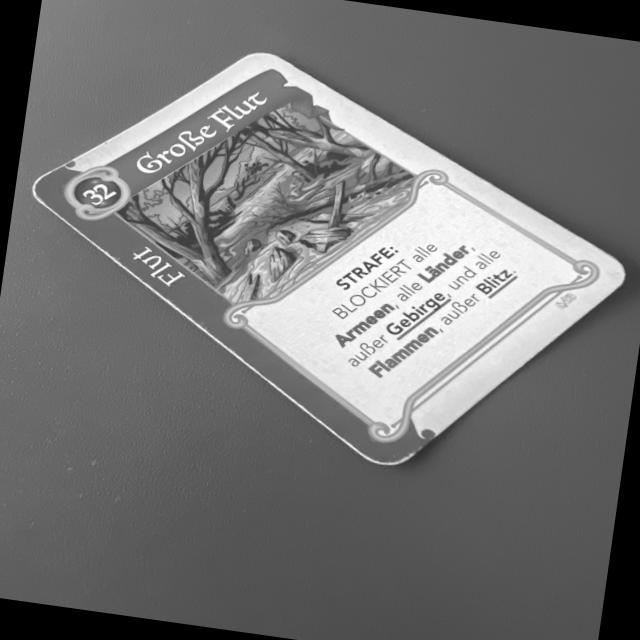 32
Große Flut
Flut
STRAFE:
BLOCKIERT alle
Armeen, alle Länder,
außer Gebirge, und alle
Flammen, außer Blitz.